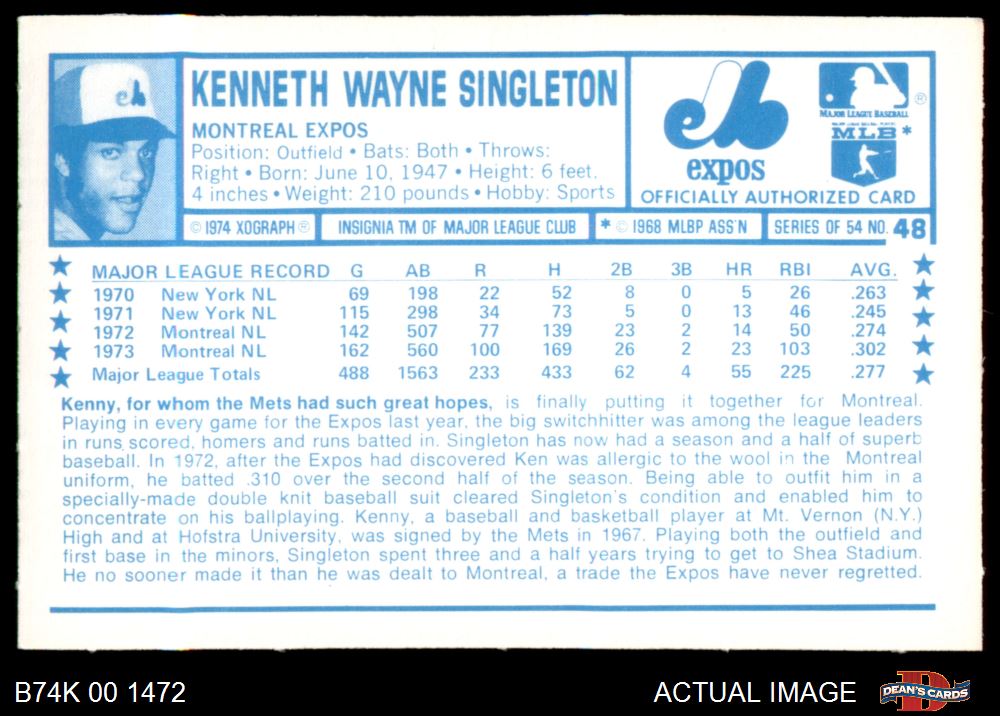 KENNETH WAYNE SINGLETON
MONTREAL EXPOS
Position: Outfield • Bats: Both • Throws:
Right • Born: June 10, 1947 • Height: 6 feet.
4 inches • Weight: 210 pounds • Hobby: Sports
eb
expos
MAJOR LEAGUE BASEBALL ®
MLB*
OFFICIALLY AUTHORIZED CARD
© 1974 XOGRAPH ® INSIGNIA TM OF MAJOR LEAGUE CLUB * © 1968 MLBP ASS'N SERIES OF 54 NO. 48
MAJOR LEAGUE RECORD G AB R H 2B 3B HR RBI AVG.
1970 New York NL 69 198 22 52 8 0 5 26 .263
1971 New York NL 115 298 34 73 5 0 13 46 .245
1972 Montreal NL 142 507 77 139 23 2 14 50 .274
1973 Montreal NL 162 560 100 169 26 2 23 103 .302
Major League Totals 488 1563 233 433 62 4 55 225 .277
Kenny, for whom the Mets had such great hopes, is finally putting it together for Montreal.
Playing in every game for the Expos last year, the big switchhitter was among the league leaders
in runs scored, homers and runs batted in. Singleton has now had a season and a half of superb
baseball. In 1972, after the Expos had discovered Ken was allergic to the wool in the Montreal
uniform, he batted .310 over the second half of the season. Being able to outfit him in a
specially-made double knit baseball suit cleared Singleton's condition and enabled him to
concentrate on his ballplaying. Kenny, a baseball and basketball player at Mt. Vernon (N.Y.)
High and at Hofstra University, was signed by the Mets in 1967. Playing both the outfield and
first base in the minors, Singleton spent three and a half years trying to get to Shea Stadium.
He no sooner made it than he was dealt to Montreal, a trade the Expos have never regretted.
B74K 00 1472
ACTUAL IMAGE
DEAN'S CARDS